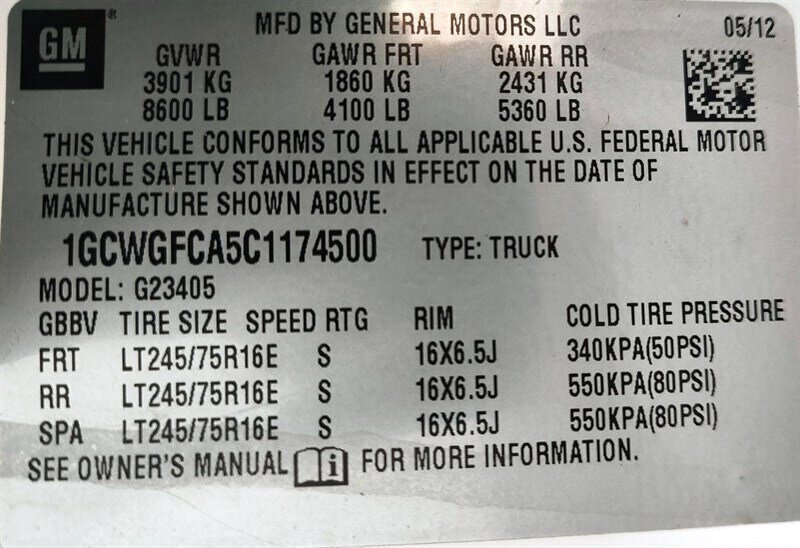 GM®
MFD BY GENERAL MOTORS LLC 05/12
GVWR GAWR FRT GAWR RR
3901 KG 1860 KG 2431 KG
8600 LB 4100 LB 5360 LB
THIS VEHICLE CONFORMS TO ALL APPLICABLE U.S. FEDERAL MOTOR
VEHICLE SAFETY STANDARDS IN EFFECT ON THE DATE OF
MANUFACTURE SHOWN ABOVE.
1GCWGFCA5C1174500 TYPE: TRUCK
MODEL: G23405
GBBV TIRE SIZE SPEED RTG RIM COLD TIRE PRESSURE
FRT LT245/75R16E S 16X6.5J 340KPA(50PSI)
RR LT245/75R16E S 16X6.5J 550KPA(80PSI)
SPA LT245/75R16E S 16X6.5J 550KPA(80PSI)
SEE OWNER'S MANUAL i FOR MORE INFORMATION.